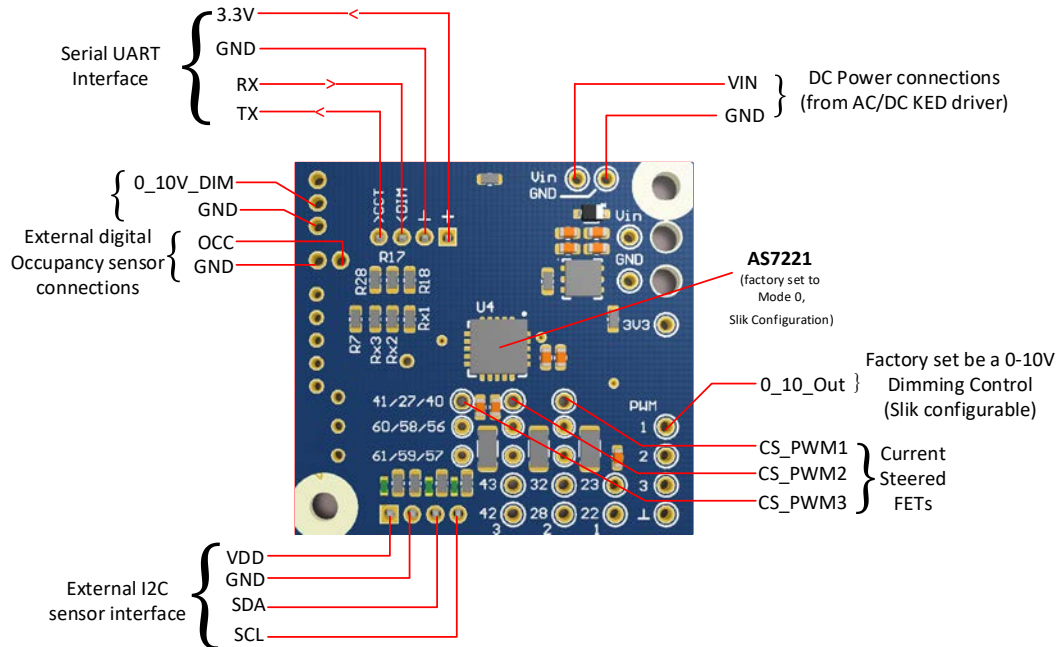 3.3V
GND
RX
TX
Serial UART
Interface
VIN
GND
DC Power connections
(from AC/DC KED driver)
0_10V_DIM
GND
OCC
GND
External digital
Occupancy sensor
connections
>CCT
<DIM
⊥
+
Vin
GND
Vin
GND
3V3
R17
R28
R18
R7
Rx3
Rx2
Rx1
U4
AS7221
(factory set to
Mode 0,
Slik Configuration)
41/27/40
60/58/56
61/59/57
PWM
1
2
3
⊥
43
32
23
42
28
22
3
2
1
0_10_Out
Factory set be a 0-10V
Dimming Control
(Slik configurable)
CS_PWM1
CS_PWM2
CS_PWM3
Current
Steered
FETs
VDD
GND
SDA
SCL
External I2C
sensor interface